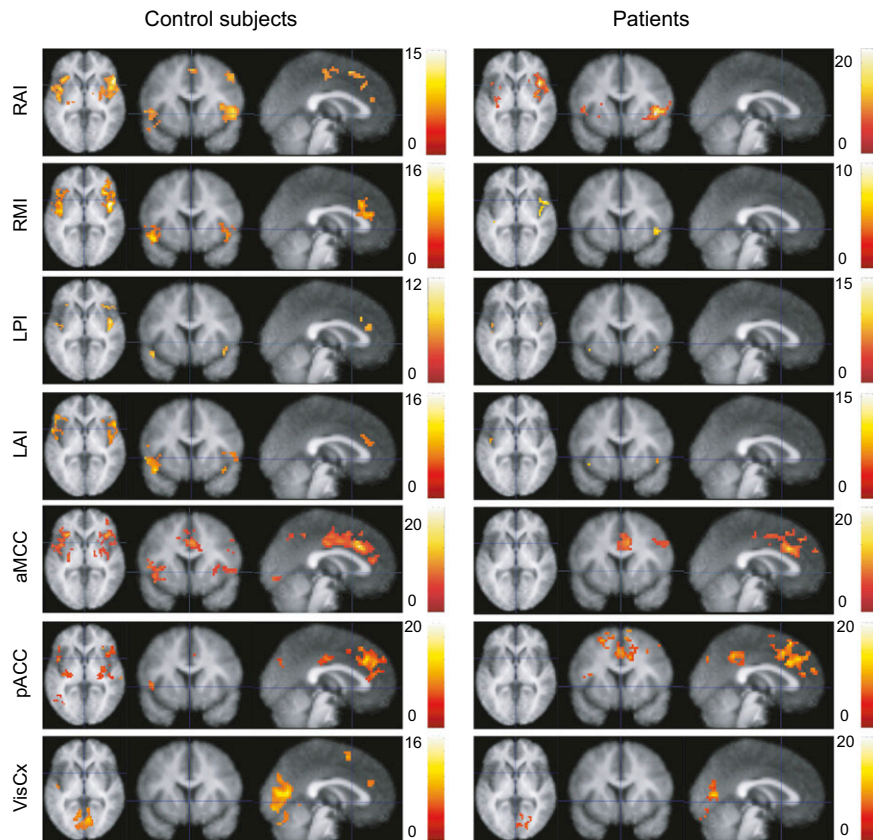 Control subjects Patients
RAI 15 0 20 0
RMI 16 0 10 0
LPI 12 0 15 0
LAI 16 0 15 0
aMCC 20 0 20 0
pACC 20 0 20 0
VisCx 16 0 20 0